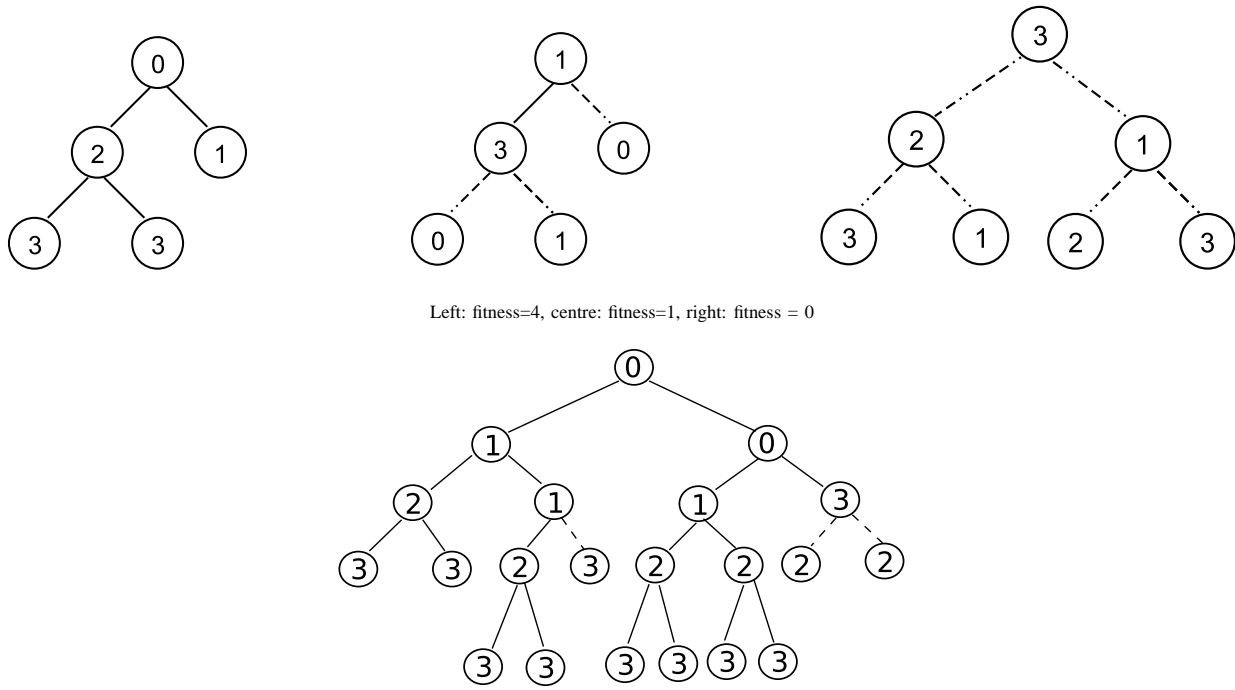 3
0 1
2 1 3 0 2 1
3 3 0 1 3 1 2 3
Left: fitness=4, centre: fitness=1, right: fitness = 0
0
1 0
2 1 1 3
3 3 2 3 2 2 2 2
3 3 3 3 3 3